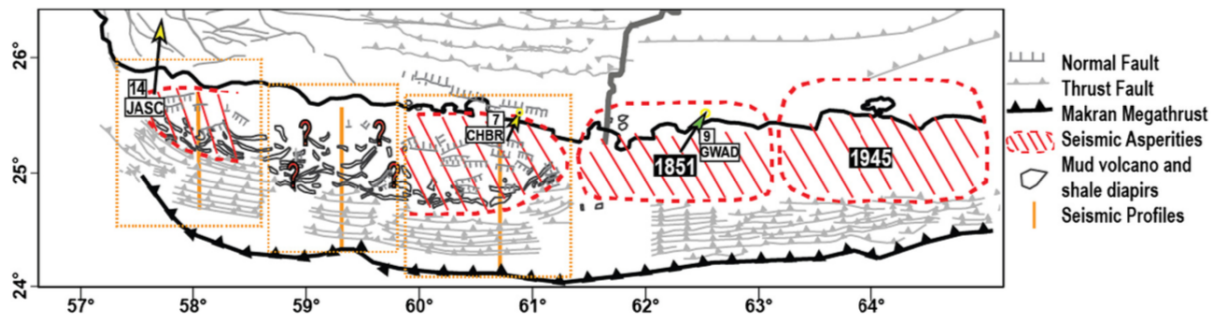 26°
25°
24°
14
JASC
?
?
?
?
7
CHBR
8
9
GWAD
1851
1945
57°
58°
59°
60°
61°
62°
63°
64°
Normal Fault
Thrust Fault
Makran Megathrust
Seismic Asperities
Mud volcano and
shale diapirs
Seismic Profiles